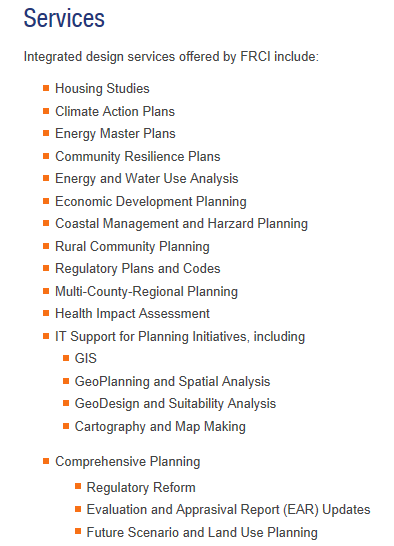 Services
Integrated design services offered by FRCI include:
Housing Studies
Climate Action Plans
Energy Master Plans
Community Resilience Plans
Energy and Water Use Analysis
Economic Development Planning
Coastal Management and Harzard Planning
Rural Community Planning
Regulatory Plans and Codes
Multi-County-Regional Planning
Health Impact Assessment
IT Support for Planning Initiatives, including
GIS
GeoPlanning and Spatial Analysis
GeoDesign and Suitability Analysis
Cartography and Map Making
Comprehensive Planning
Regulatory Reform
Evaluation and Apprasival Report (EAR) Updates
Future Scenario and Land Use Planning